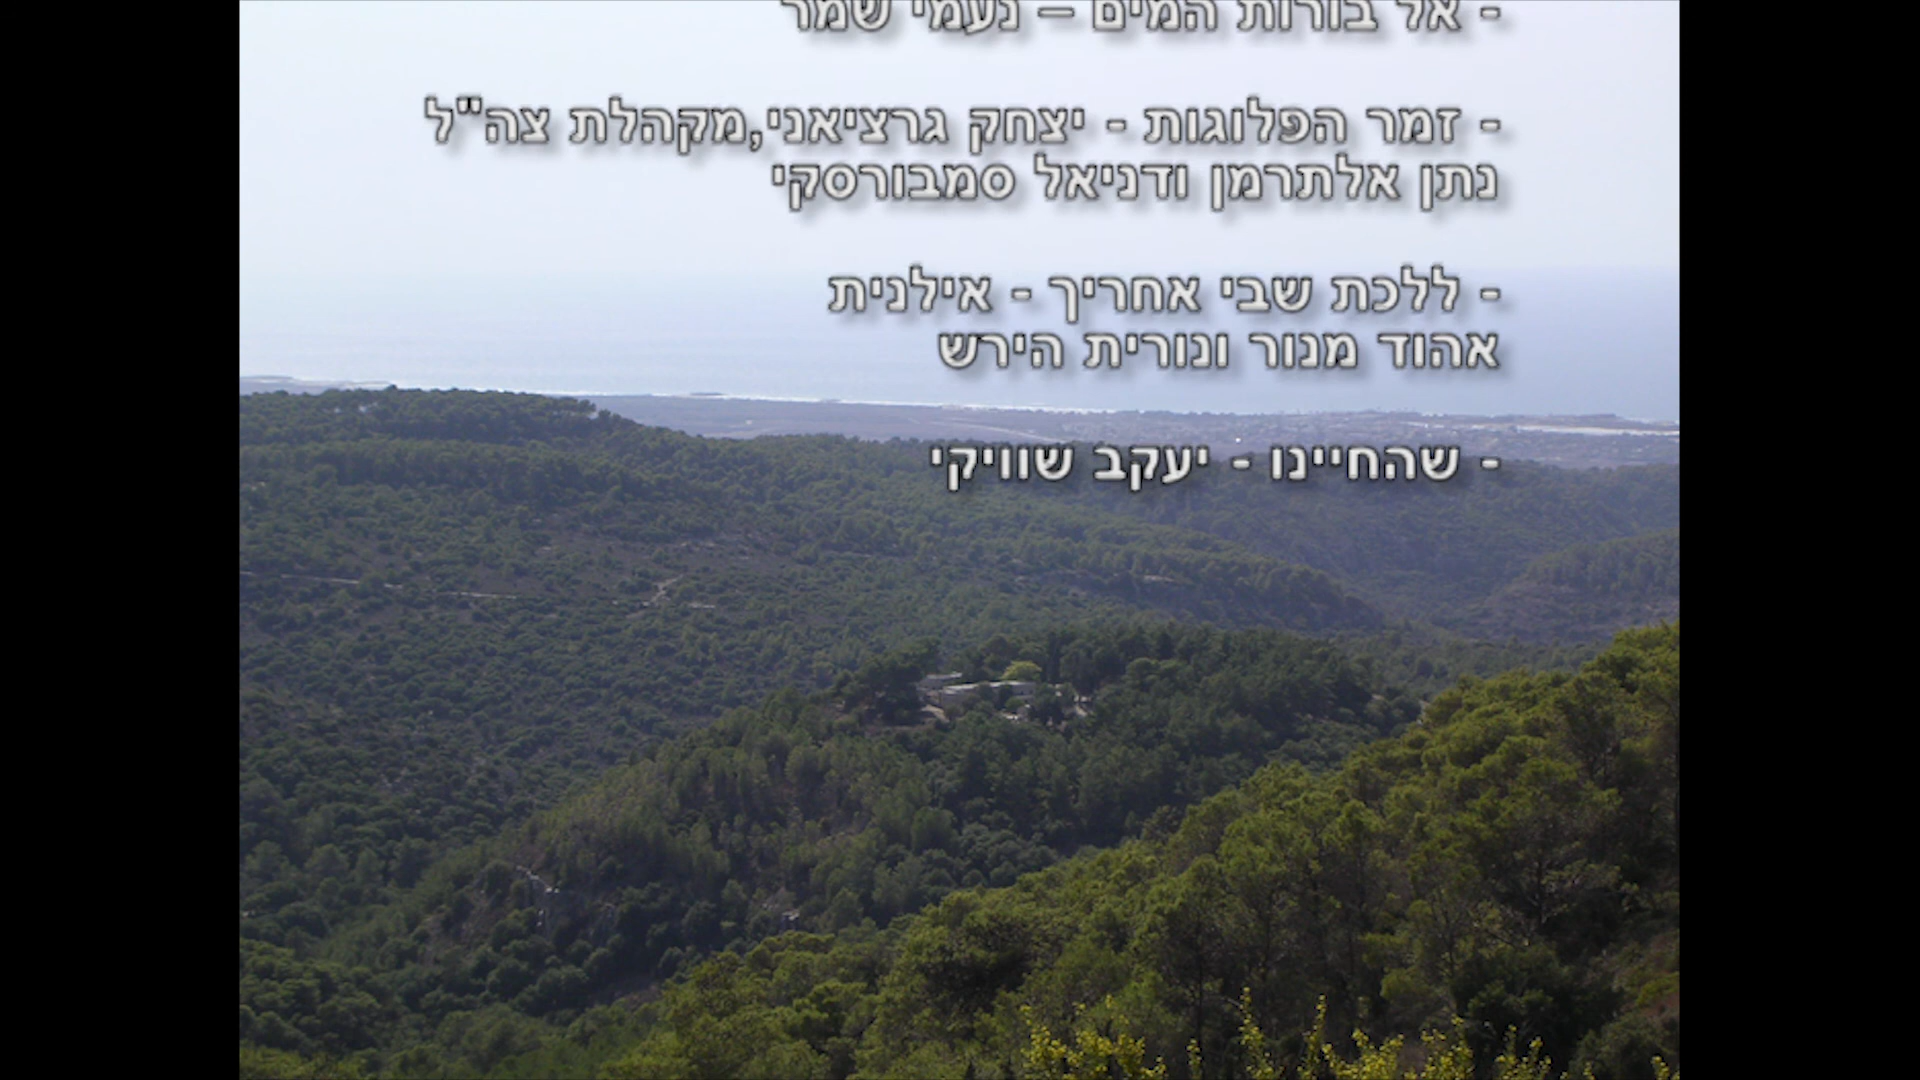 - אל בורות המים – נעמי שמר
- זמר הפלוגות - יצחק גרציאני,מקהלת צה"ל
נתן אלתרמן ודניאל סמבורסקי
- ללכת שבי אחריך - אילנית
אהוד מנור ונורית הירש
- שהחיינו - יעקב שוויקי